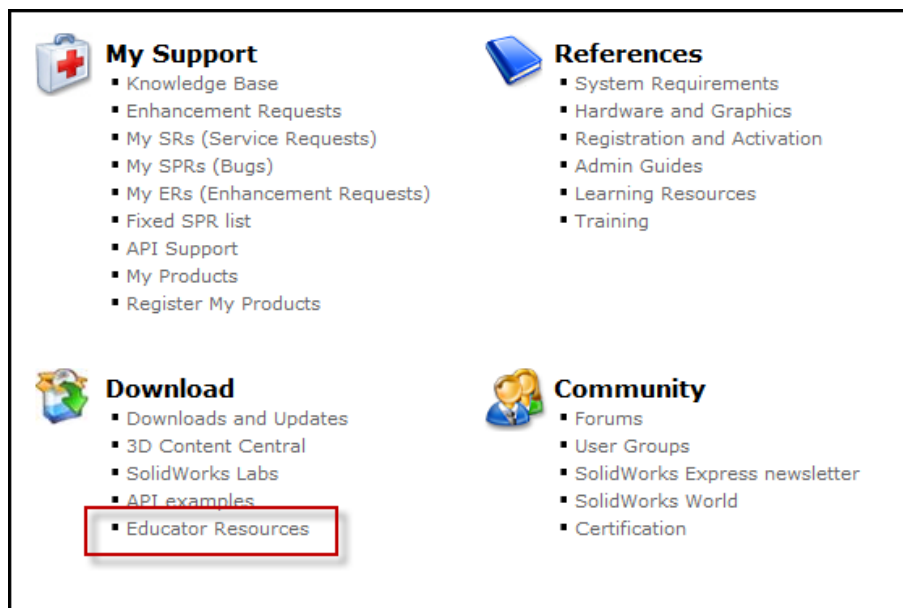 My Support
Knowledge Base
Enhancement Requests
My SRs (Service Requests)
My SPRs (Bugs)
My ERs (Enhancement Requests)
Fixed SPR list
API Support
My Products
Register My Products
References
System Requirements
Hardware and Graphics
Registration and Activation
Admin Guides
Learning Resources
Training
Download
Downloads and Updates
3D Content Central
SolidWorks Labs
API examples
Educator Resources
Community
Forums
User Groups
SolidWorks Express newsletter
SolidWorks World
Certification